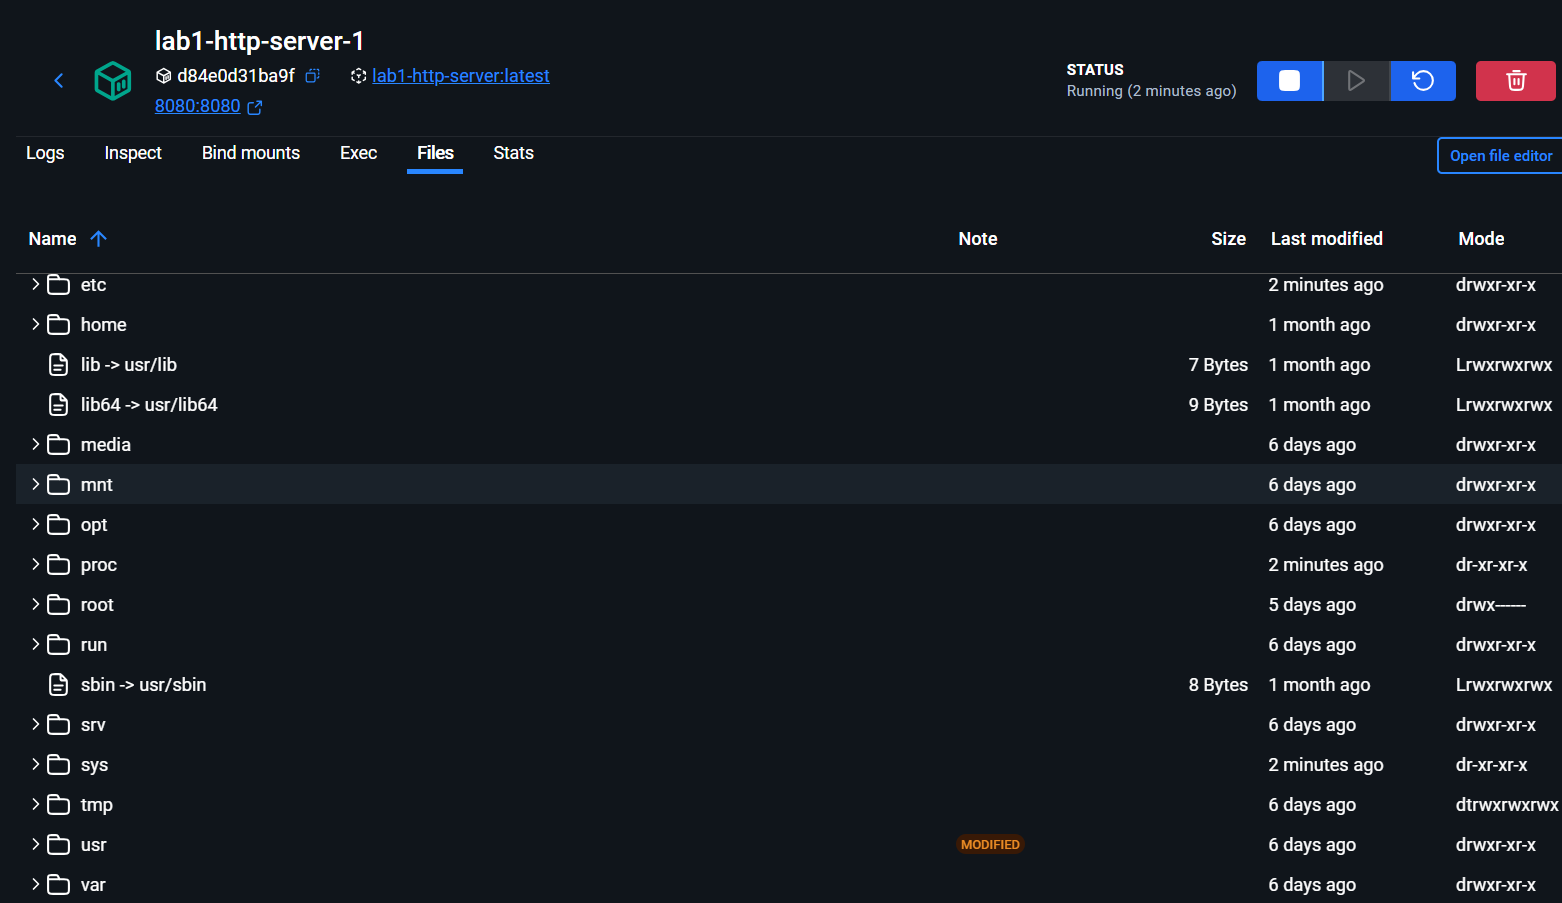 lab1-http-server-1
d84e0d31ba9f lab1-http-server:latest
8080:8080
STATUS
Running (2 minutes ago)
Logs Inspect Bind mounts Exec Files Stats
Open file editor
Name Note Size Last modified Mode
etc 2 minutes ago drwxr-xr-x
home 1 month ago drwxr-xr-x
lib -> usr/lib 7 Bytes 1 month ago Lrwxrwxrwx
lib64 -> usr/lib64 9 Bytes 1 month ago Lrwxrwxrwx
media 6 days ago drwxr-xr-x
mnt 6 days ago drwxr-xr-x
opt 6 days ago drwxr-xr-x
proc 2 minutes ago dr-xr-xr-x
root 5 days ago drwx------
run 6 days ago drwxr-xr-x
sbin -> usr/sbin 8 Bytes 1 month ago Lrwxrwxrwx
srv 6 days ago drwxr-xr-x
sys 2 minutes ago dr-xr-xr-x
tmp 6 days ago dtrwxrwxrwx
usr MODIFIED 6 days ago drwxr-xr-x
var 6 days ago drwxr-xr-x